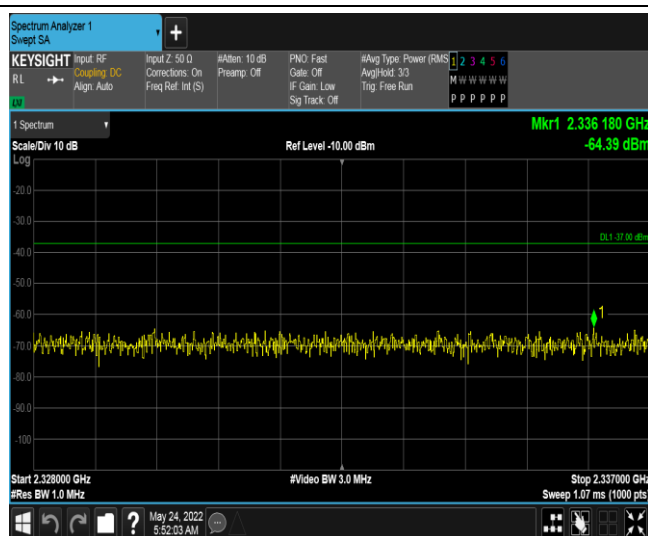 Spectrum Analyzer 1
Swept SA
+
KEYSIGHT Input: RF Input Z: 50 Ω #Atten: 10 dB PNO: Fast #Avg Type: Power (RMS 1 2 3 4 5 6
RL Coupling: DC Corrections: On Preamp: Off Gate: Off Avg|Hold: 3/3 M W W W W W
Align: Auto Freq Ref: Int (S) IF Gain: Low Trig: Free Run
Sig Track: Off P P P P P P
1 Spectrum Mkr1 2.336 180 GHz
Scale/Div 10 dB Ref Level -10.00 dBm -64.39 dBm
Log
-20.0
-30.0
DL1 -37.00 dBm
-40.0
-50.0
-60.0
1
-70.0
-80.0
-90.0
-100
Start 2.328000 GHz #Video BW 3.0 MHz Stop 2.337000 GHz
#Res BW 1.0 MHz Sweep 1.07 ms (1000 pts)
? May 24, 2022
5:52:03 AM